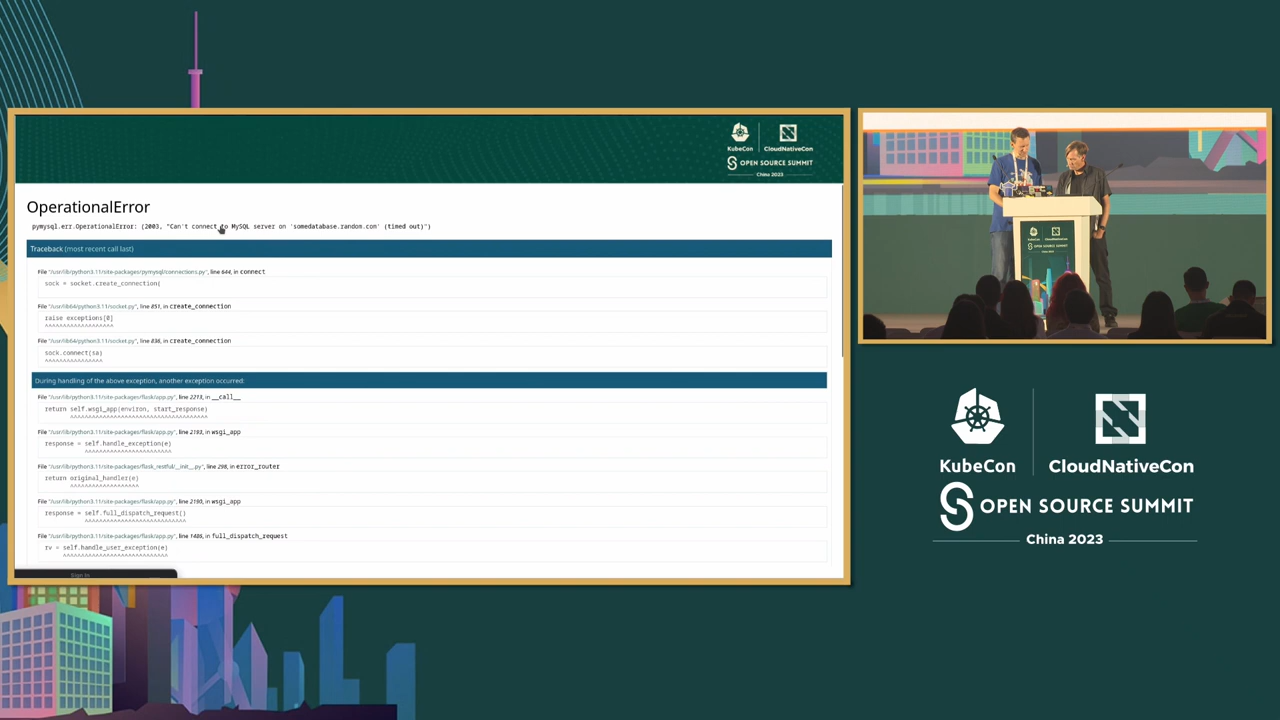 KubeCon
CloudNativeCon
OPEN SOURCE SUMMIT
China 2023
OperationalError
pymysql.err.OperationalError: (2003, "Can't connect to MySQL server on 'somedatabase.random.com' (timed out)")
Traceback (most recent call last)
File "/usr/lib/python3.11/site-packages/pymysql/connections.py", line 644, in connect
sock = socket.create_connection(
File "/usr/lib64/python3.11/socket.py", line 851, in create_connection
raise exceptions[0]
^^^^^^^^^^^^^^^^^^^
File "/usr/lib64/python3.11/socket.py", line 836, in create_connection
sock.connect(sa)
^^^^^^^^^^^^^^^^
During handling of the above exception, another exception occurred:
File "/usr/lib/python3.11/site-packages/flask/app.py", line 2213, in __call__
return self.wsgi_app(environ, start_response)
^^^^^^^^^^^^^^^^^^^^^^^^^^^^^^^^^^^^^^
File "/usr/lib/python3.11/site-packages/flask/app.py", line 2193, in wsgi_app
response = self.handle_exception(e)
^^^^^^^^^^^^^^^^^^^^^^^^
File "/usr/lib/python3.11/site-packages/flask_restful/__init__.py", line 298, in error_router
return original_handler(e)
^^^^^^^^^^^^^^^^^^^
File "/usr/lib/python3.11/site-packages/flask/app.py", line 2190, in wsgi_app
response = self.full_dispatch_request()
^^^^^^^^^^^^^^^^^^^^^^^^^^^^
File "/usr/lib/python3.11/site-packages/flask/app.py", line 1486, in full_dispatch_request
rv = self.handle_user_exception(e)
^^^^^^^^^^^^^^^^^^^^^^^^^^^^^
Sign in
KubeCon
CloudNativeCon
OPEN SOURCE SUMMIT
China 2023